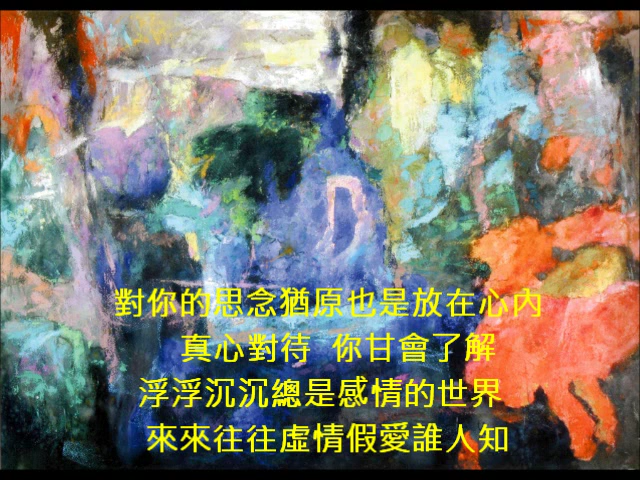 對你的思念猶原也是放在心內
真心對待 你甘會了解
浮浮沉沉總是感情的世界
來來往往虛情假愛誰人知